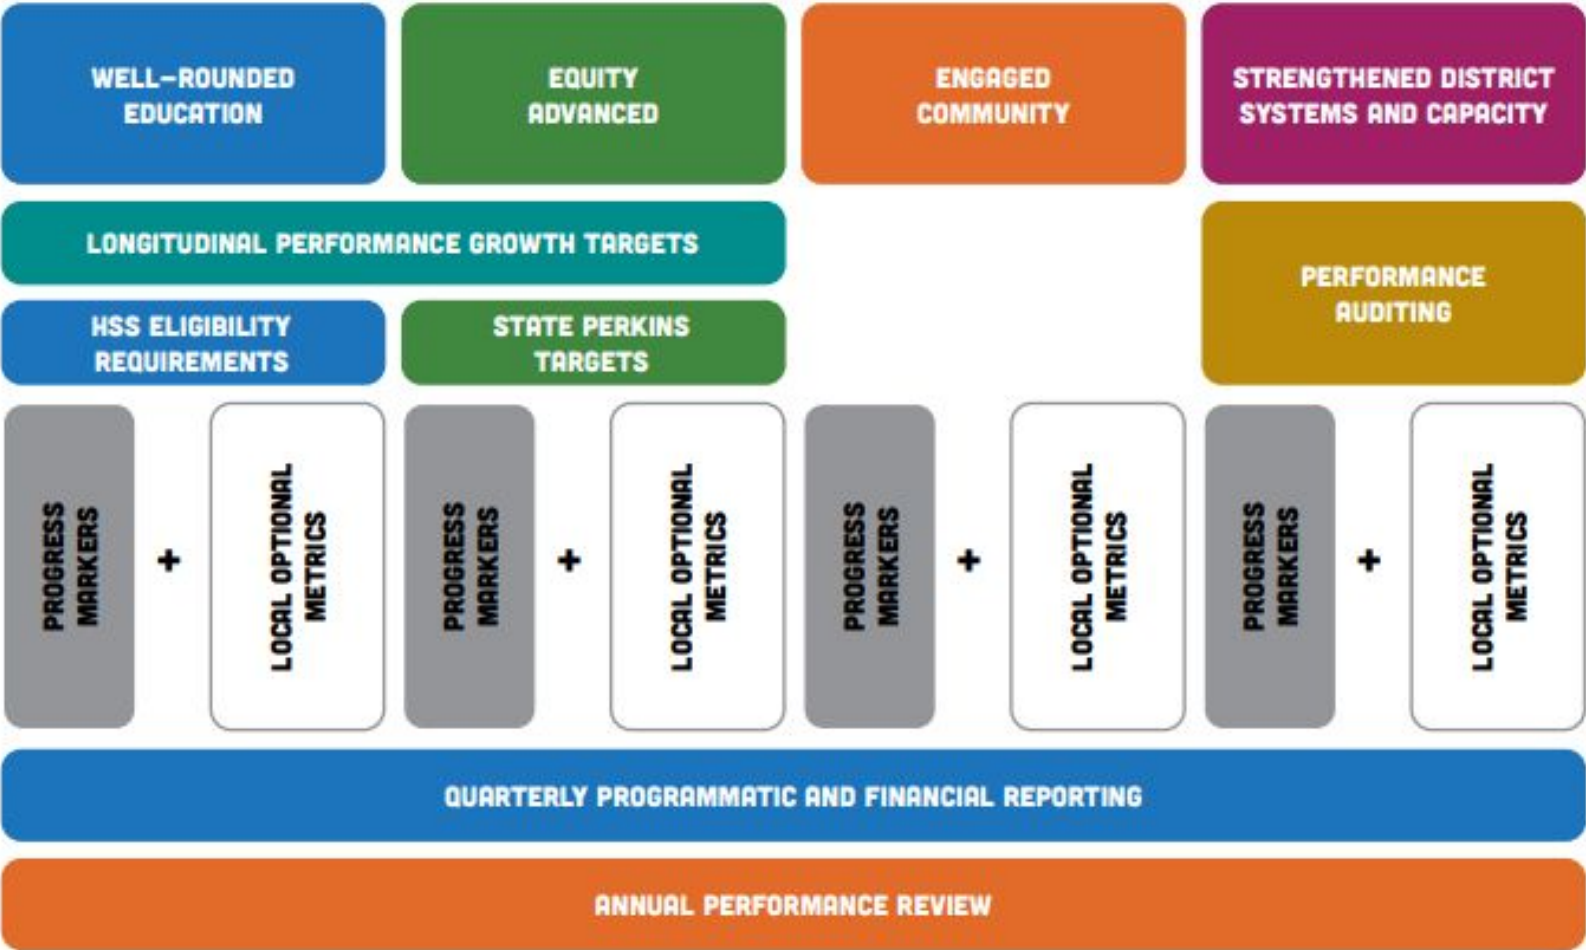 WELL-ROUNDED
EDUCATION
EQUITY
ADVANCED
ENGAGED
COMMUNITY
STRENGTHENED DISTRICT
SYSTEMS AND CAPACITY
LONGITUDINAL PERFORMANCE GROWTH TARGETS
PERFORMANCE
AUDITING
HSS ELIGIBILITY
REQUIREMENTS
STATE PERKINS
TARGETS
PROGRESS
MARKERS
+
LOCAL OPTIONAL
METRICS
PROGRESS
MARKERS
+
LOCAL OPTIONAL
METRICS
PROGRESS
MARKERS
+
LOCAL OPTIONAL
METRICS
PROGRESS
MARKERS
+
LOCAL OPTIONAL
METRICS
QUARTERLY PROGRAMMATIC AND FINANCIAL REPORTING
ANNUAL PERFORMANCE REVIEW